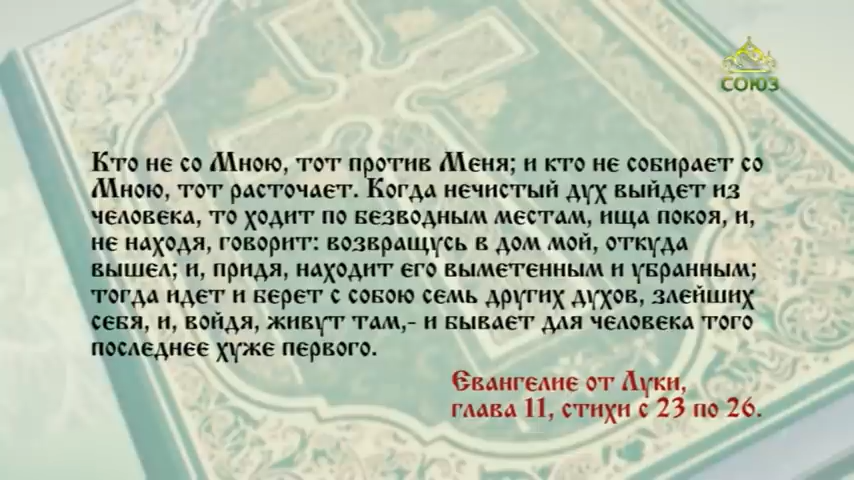 СОЮЗ
Кто не со Мною, тот против Меня; и кто не собирает со
Мною, тот расточает. Когда нечистый дух выйдет из
человека, то ходит по безводным местам, ища покоя, и,
не находя, говорит: возвращусь в дом мой, откуда
вышел; и, придя, находит его выметенным и убранным;
тогда идет и берет с собою семь других духов, злейших
себя, и, войдя, живут там,- и бывает для человека того
последнее хуже первого.
Евангелие от Луки,
глава 11, стихи с 23 по 26.